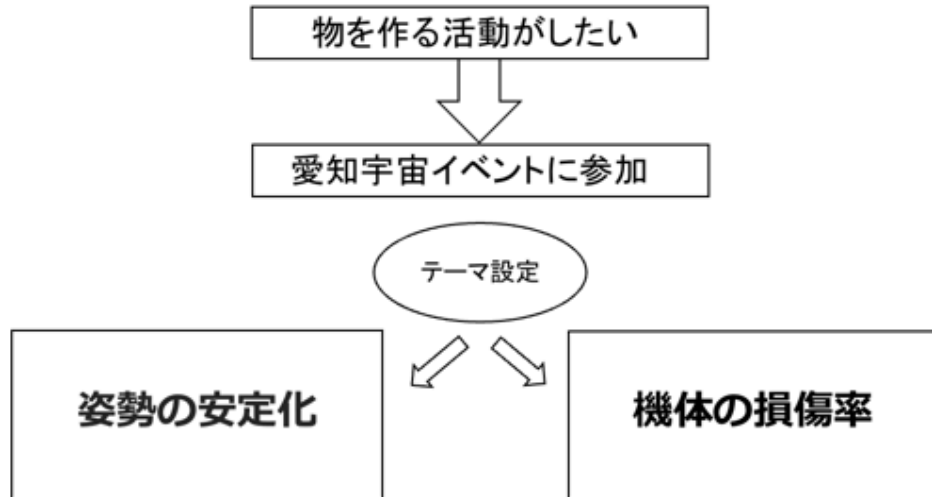 物を作る活動がしたい
愛知宇宙イベントに参加
テーマ設定
姿勢の安定化
機体の損傷率